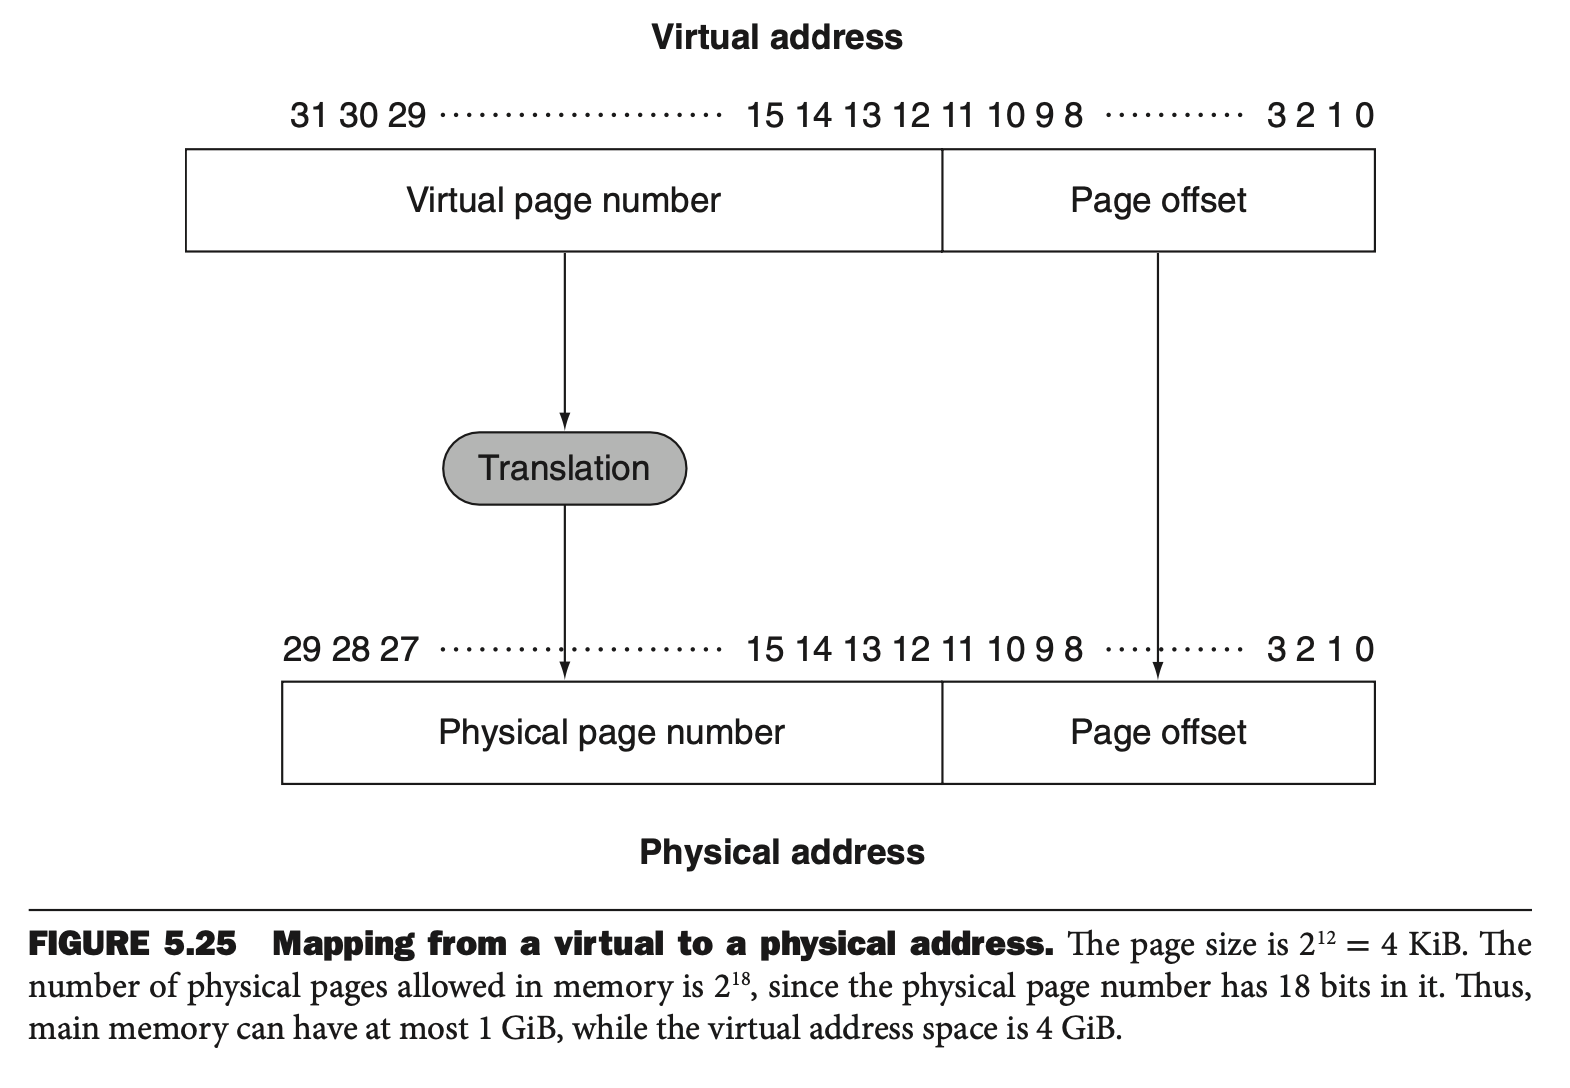 Virtual address
31 30 29 ······················ 15 14 13 12 11 10 9 8 ··········· 3 2 1 0
Virtual page number Page offset
Translation
29 28 27 ······················ 15 14 13 12 11 10 9 8 ··········· 3 2 1 0
Physical page number Page offset
Physical address
FIGURE 5.25 Mapping from a virtual to a physical address. The page size is 2¹² = 4 KiB. The
number of physical pages allowed in memory is 2¹⁸, since the physical page number has 18 bits in it. Thus,
main memory can have at most 1 GiB, while the virtual address space is 4 GiB.